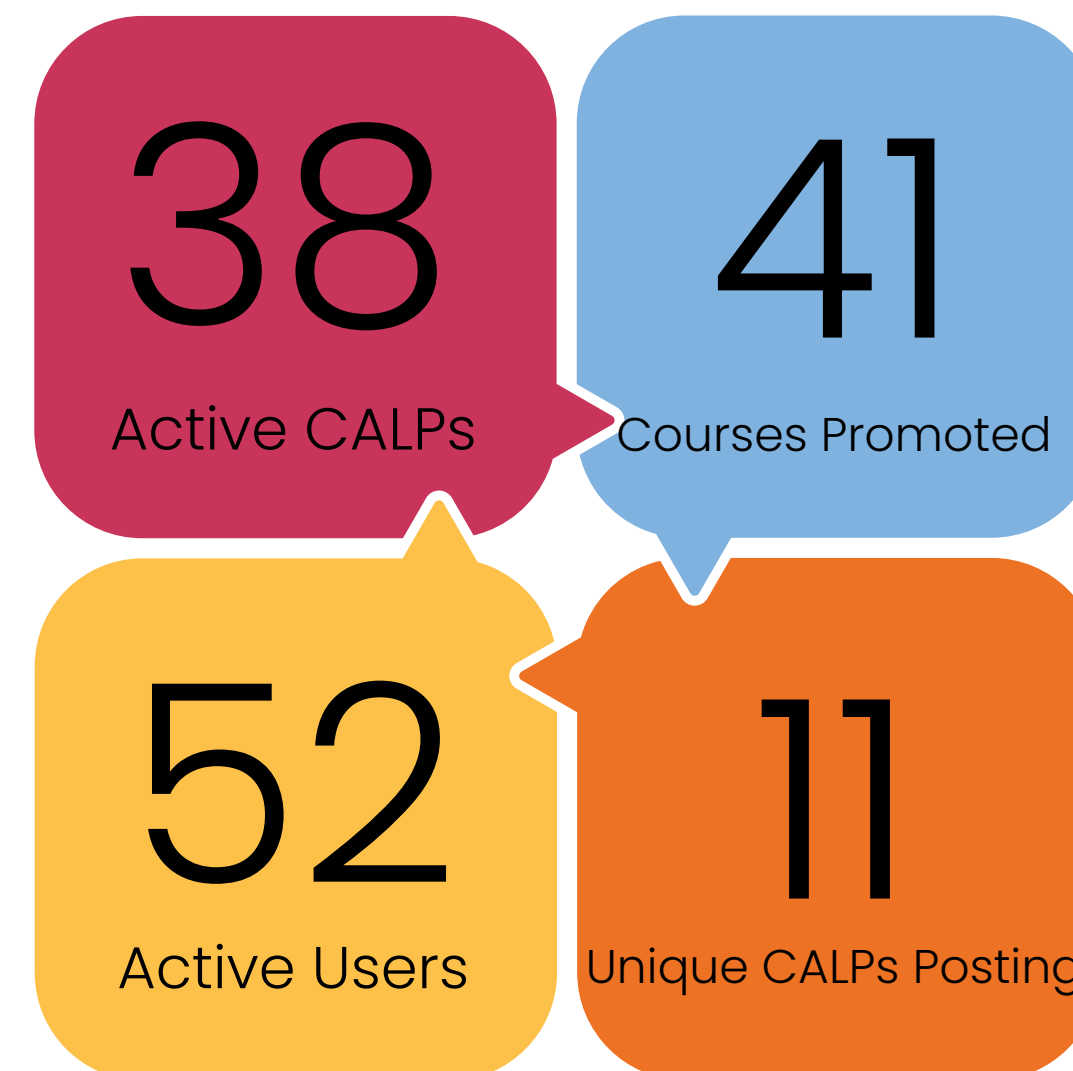 38
Active CALPs
41
Courses Promoted
52
Active Users
11
Unique CALPs Posting